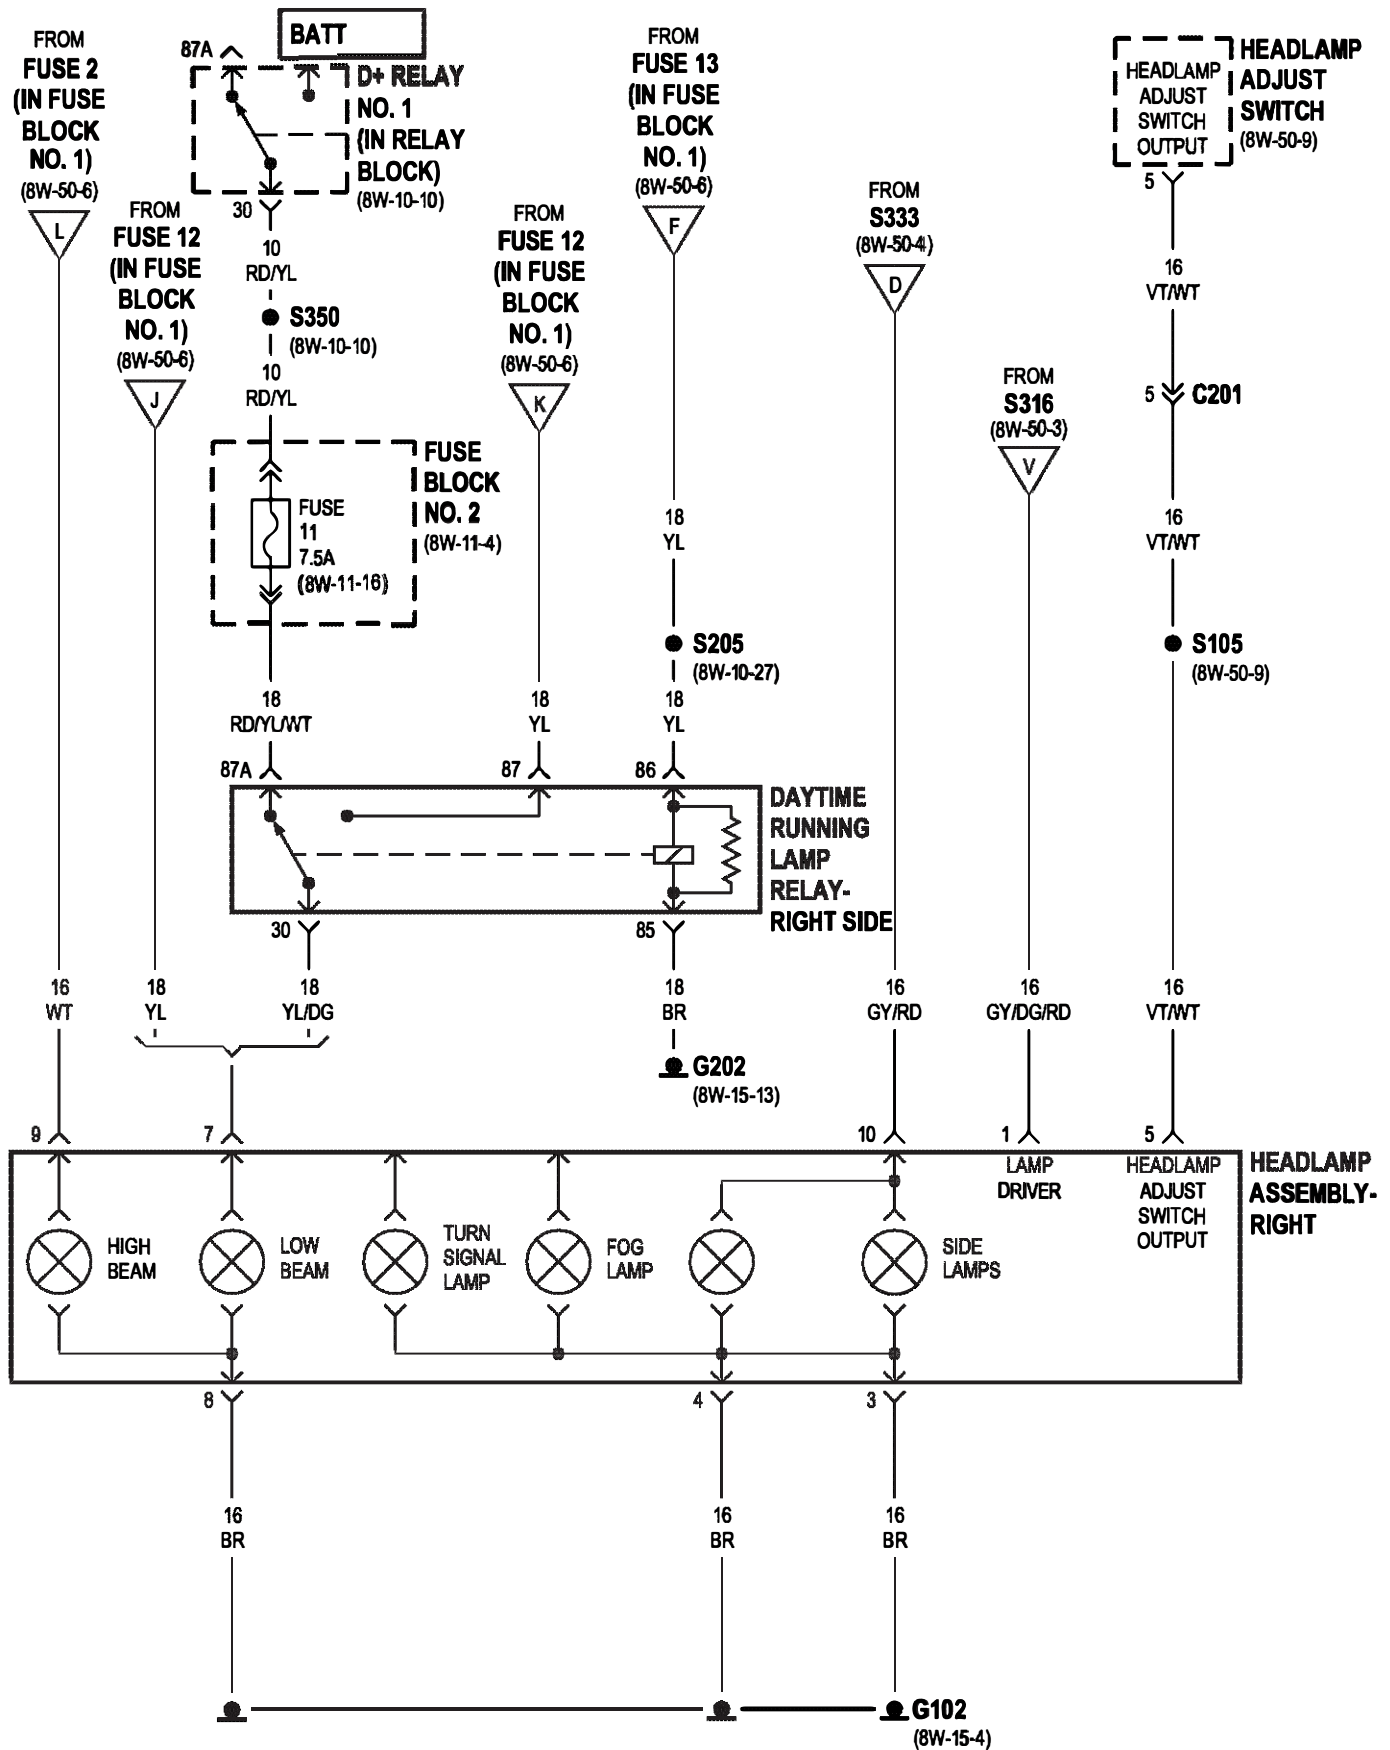 FROM
FUSE 2
(IN FUSE
BLOCK
NO. 1)
(8W-50-6)
L
FROM
FUSE 12
(IN FUSE
BLOCK
NO. 1)
(8W-50-6)
J
87A
BATT
D+ RELAY
NO. 1
(IN RELAY
BLOCK)
(8W-10-10)
30
10
RD/YL
S350
(8W-10-10)
10
RD/YL
FUSE
BLOCK
NO. 2
(8W-11-4)
FUSE
11
7.5A
(8W-11-16)
18
RD/YL/WT
FROM
FUSE 12
(IN FUSE
BLOCK
NO. 1)
(8W-50-6)
K
18
YL
FROM
FUSE 13
(IN FUSE
BLOCK
NO. 1)
(8W-50-6)
F
18
YL
S205
(8W-10-27)
18
YL
FROM
S333
(8W-50-4)
D
FROM
S316
(8W-50-3)
V
HEADLAMP
ADJUST
SWITCH
OUTPUT
HEADLAMP
ADJUST
SWITCH
(8W-50-9)
5
16
VT/WT
5
C201
16
VT/WT
S105
(8W-50-9)
87A
87
86
DAYTIME
RUNNING
LAMP
RELAY-
RIGHT SIDE
30
85
16
WT
18
YL
18
YL/DG
18
BR
G202
(8W-15-13)
16
GY/RD
16
GY/DG/RD
16
VT/WT
9
7
10
1
5
HIGH
BEAM
LOW
BEAM
TURN
SIGNAL
LAMP
FOG
LAMP
SIDE
LAMPS
LAMP
DRIVER
HEADLAMP
ADJUST
SWITCH
OUTPUT
HEADLAMP
ASSEMBLY-
RIGHT
8
4
3
16
BR
16
BR
16
BR
G102
(8W-15-4)